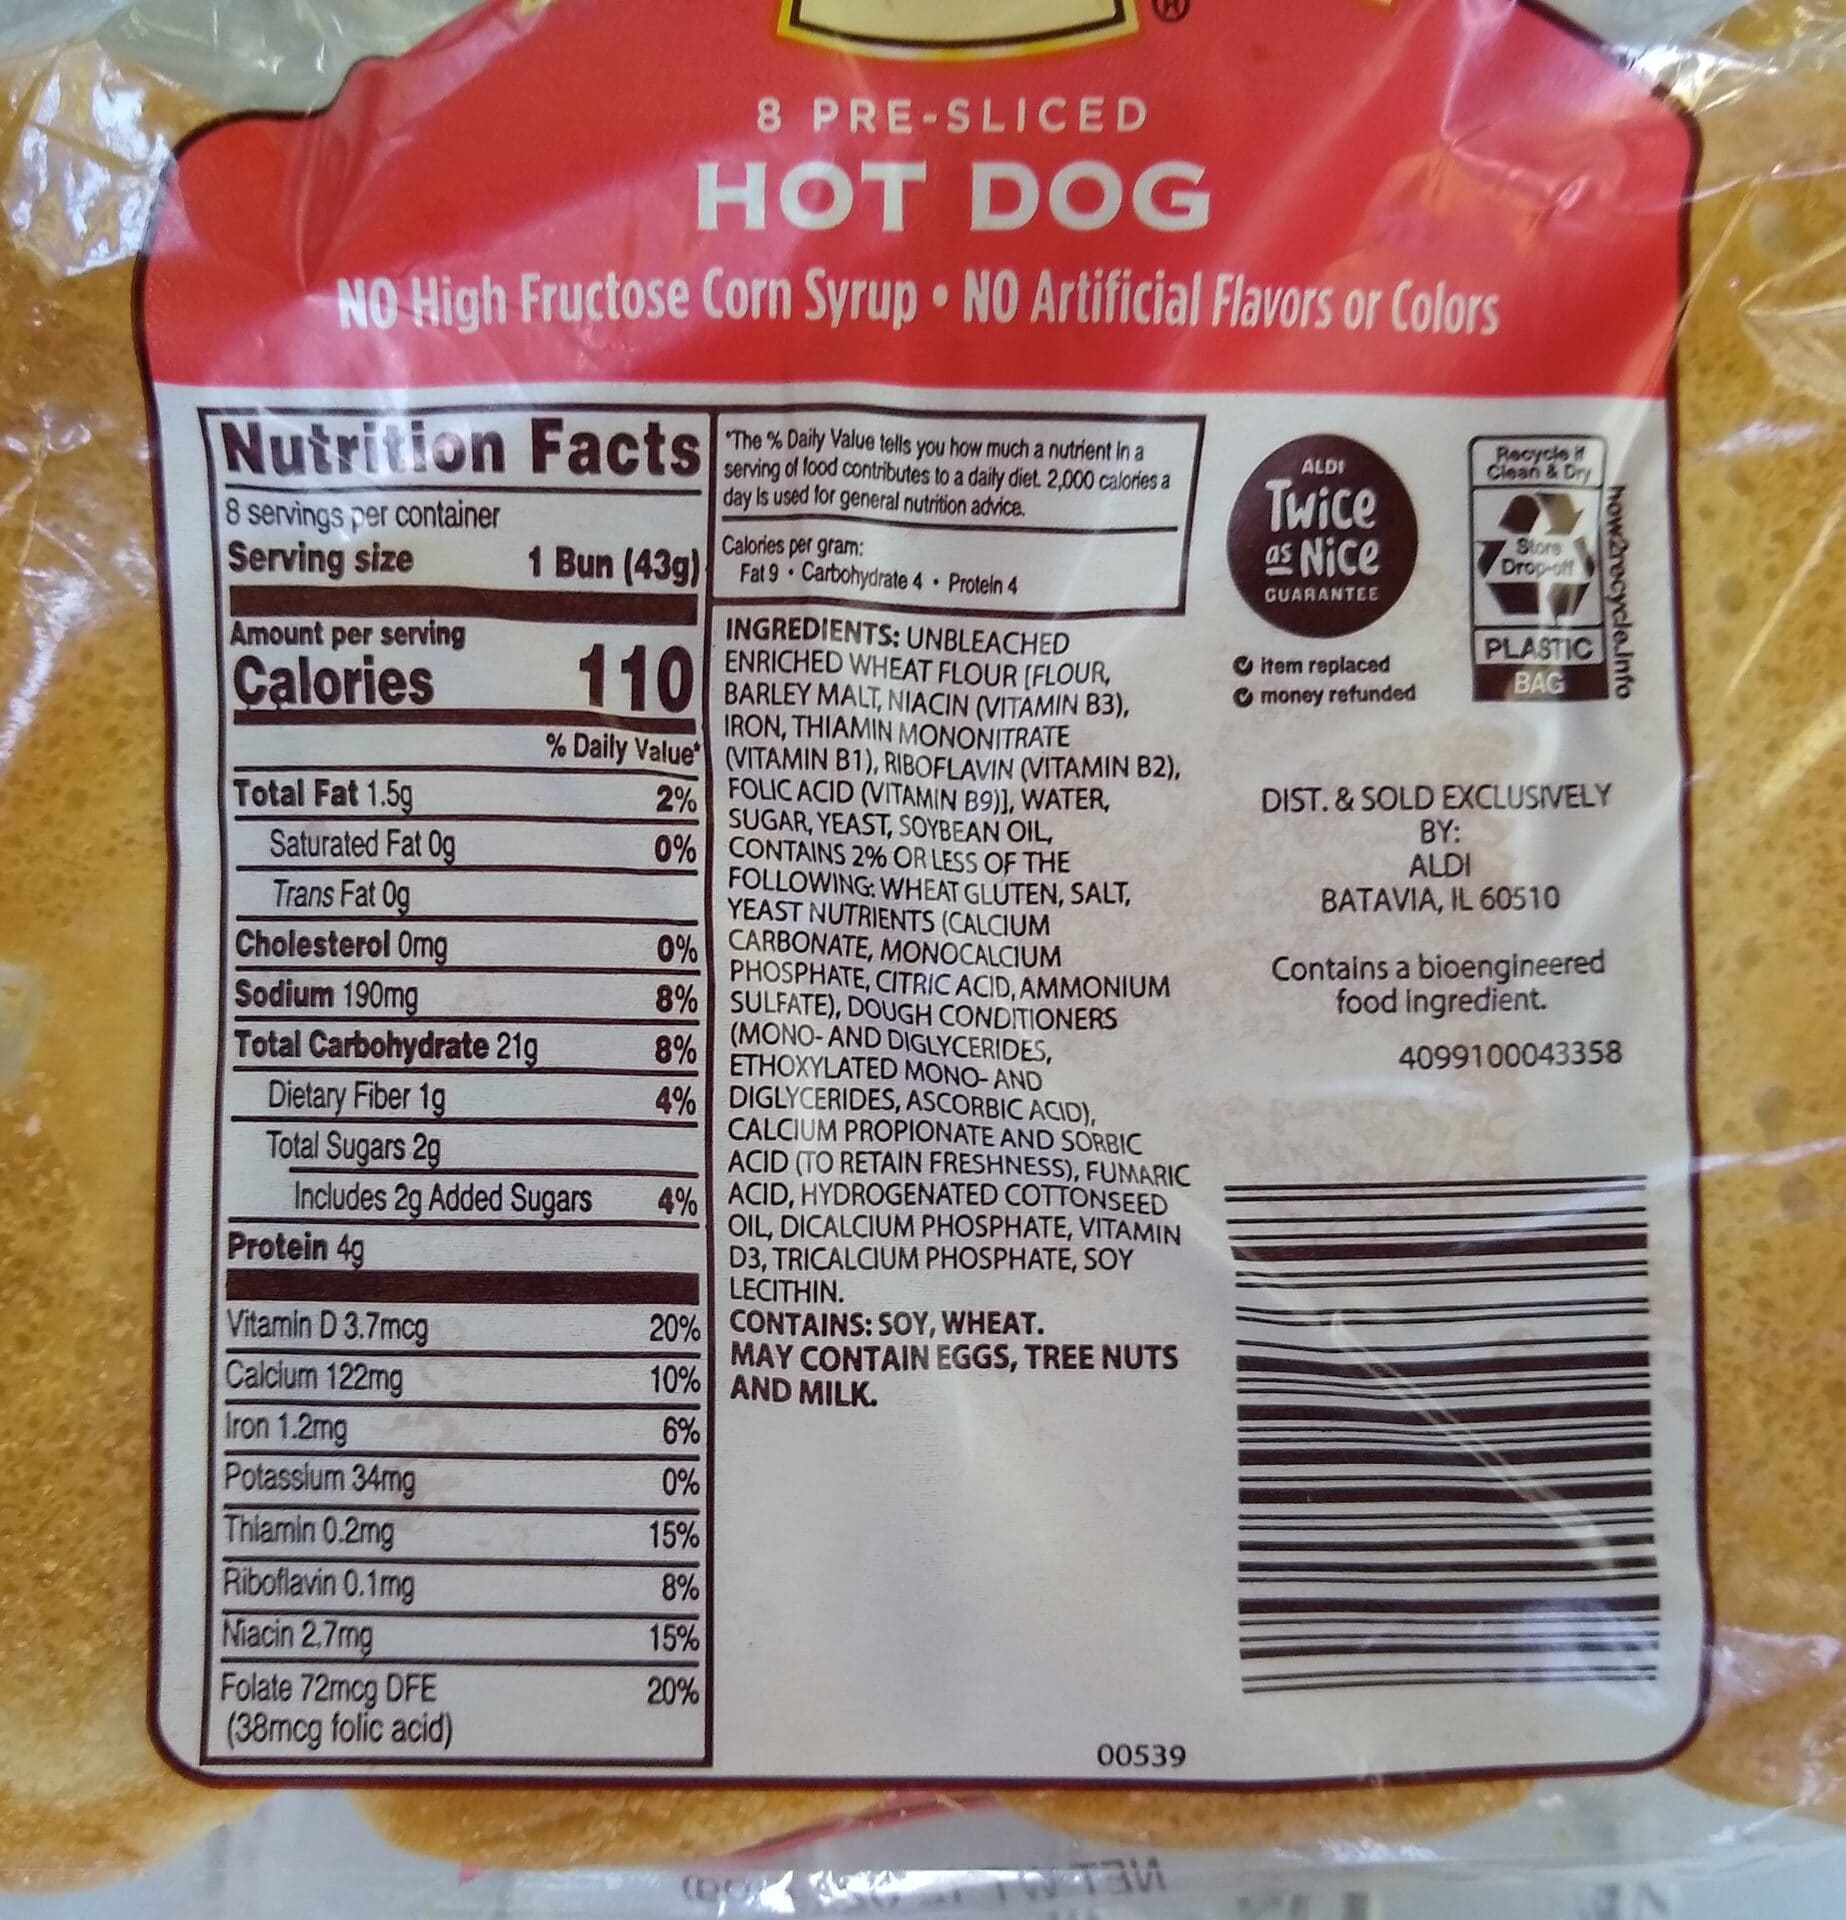 ®
8 PRE-SLICED
HOT DOG
NO High Fructose Corn Syrup • NO Artificial Flavors or Colors
Nutrition Facts
8 servings per container
Serving size 1 Bun (43g)
Amount per serving
Calories 110
% Daily Value*
Total Fat 1.5g 2%
Saturated Fat 0g 0%
Trans Fat 0g
Cholesterol 0mg 0%
Sodium 190mg 8%
Total Carbohydrate 21g 8%
Dietary Fiber 1g 4%
Total Sugars 2g
Includes 2g Added Sugars 4%
Protein 4g
Vitamin D 3.7mcg 20%
Calcium 122mg 10%
Iron 1.2mg 6%
Potassium 34mg 0%
Thiamin 0.2mg 15%
Riboflavin 0.1mg 8%
Niacin 2.7mg 15%
Folate 72mcg DFE 20%
(38mcg folic acid)
*The % Daily Value tells you how much a nutrient in a
serving of food contributes to a daily diet. 2,000 calories a
day is used for general nutrition advice.
Calories per gram:
Fat 9 • Carbohydrate 4 • Protein 4
INGREDIENTS: UNBLEACHED
ENRICHED WHEAT FLOUR [FLOUR,
BARLEY MALT, NIACIN (VITAMIN B3),
IRON, THIAMIN MONONITRATE
(VITAMIN B1), RIBOFLAVIN (VITAMIN B2),
FOLIC ACID (VITAMIN B9)], WATER,
SUGAR, YEAST, SOYBEAN OIL,
CONTAINS 2% OR LESS OF THE
FOLLOWING: WHEAT GLUTEN, SALT,
YEAST NUTRIENTS (CALCIUM
CARBONATE, MONOCALCIUM
PHOSPHATE, CITRIC ACID, AMMONIUM
SULFATE), DOUGH CONDITIONERS
(MONO- AND DIGLYCERIDES,
ETHOXYLATED MONO- AND
DIGLYCERIDES, ASCORBIC ACID),
CALCIUM PROPIONATE AND SORBIC
ACID (TO RETAIN FRESHNESS), FUMARIC
ACID, HYDROGENATED COTTONSEED
OIL, DICALCIUM PHOSPHATE, VITAMIN
D3, TRICALCIUM PHOSPHATE, SOY
LECITHIN.
CONTAINS: SOY, WHEAT.
MAY CONTAIN EGGS, TREE NUTS
AND MILK.
ALDI
Twice
as Nice
GUARANTEE
item replaced
money refunded
Recycle if
Clean & Dry
Store
Drop-off
PLASTIC
BAG
how2recycle.info
DIST. & SOLD EXCLUSIVELY
BY:
ALDI
BATAVIA, IL 60510
Contains a bioengineered
food ingredient.
4099100043358
00539
NET WT